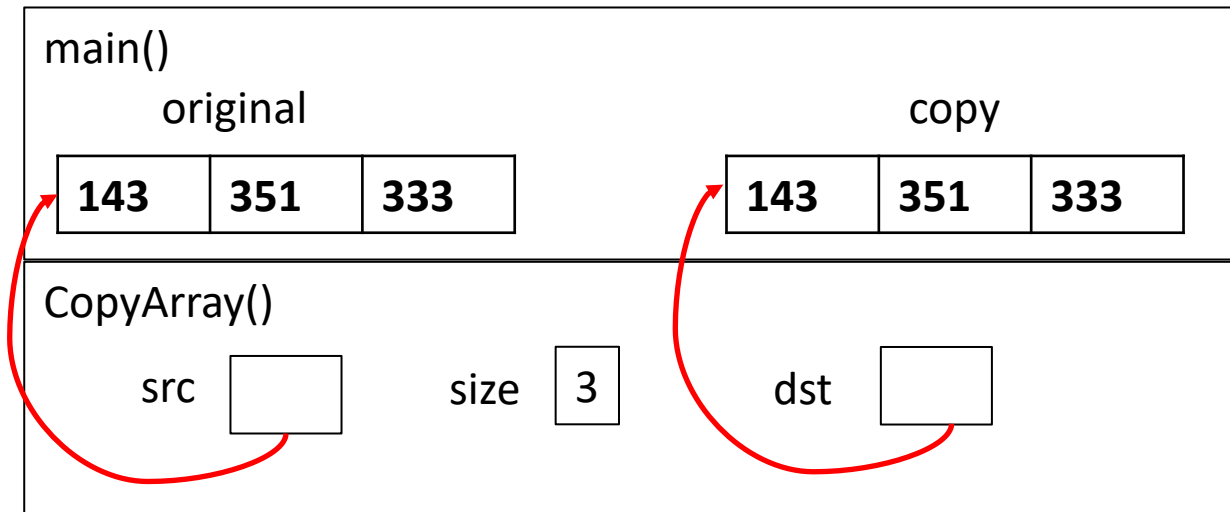 main()
original copy
143 351 333 143 351 333
CopyArray()
src size 3 dst